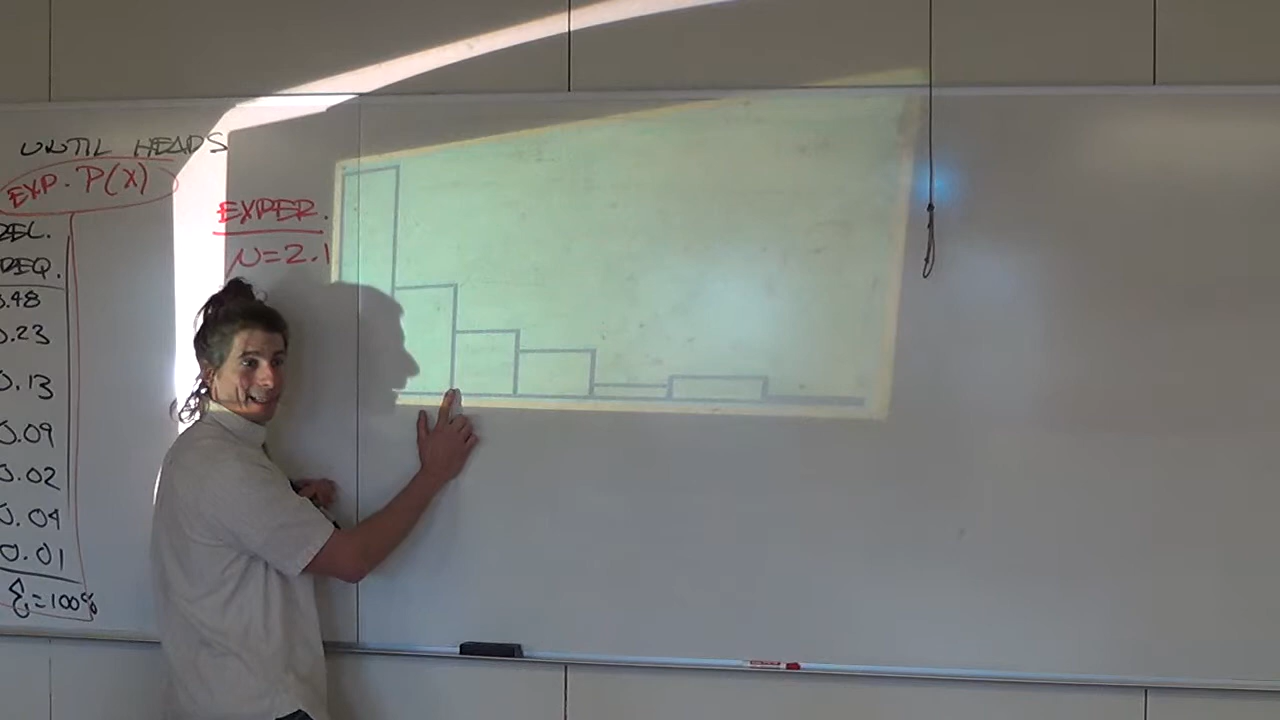 UNTIL HEADS
EXP. P(X)
REL.
FREQ.
0.48
0.23
0.13
0.09
0.02
0.04
0.01
Σ=100%
EXPER.
μ=2.1